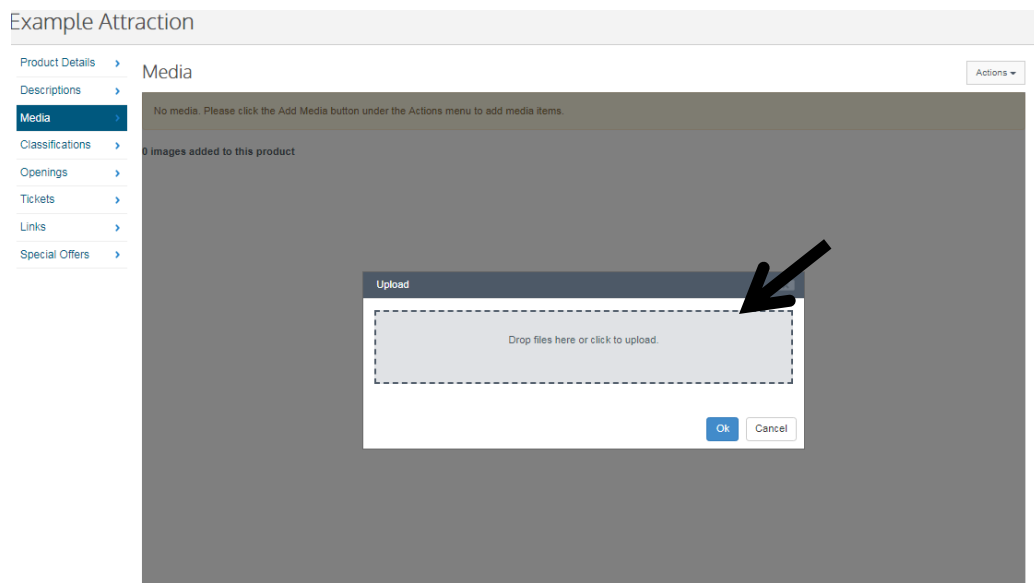 Example Attraction
Product Details
Descriptions
Media
Classifications
Openings
Tickets
Links
Special Offers
Media
Actions
No media. Please click the Add Media button under the Actions menu to add media items.
0 images added to this product
Upload
Drop files here or click to upload.
Ok
Cancel